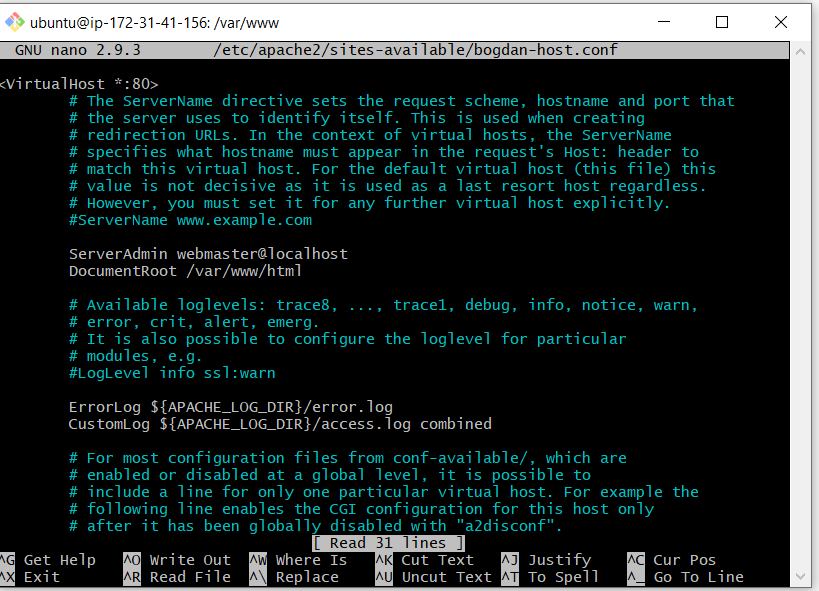 ubuntu@ip-172-31-41-156: /var/www
GNU nano 2.9.3 /etc/apache2/sites-available/bogdan-host.conf
<VirtualHost *:80>
# The ServerName directive sets the request scheme, hostname and port that
# the server uses to identify itself. This is used when creating
# redirection URLs. In the context of virtual hosts, the ServerName
# specifies what hostname must appear in the request's Host: header to
# match this virtual host. For the default virtual host (this file) this
# value is not decisive as it is used as a last resort host regardless.
# However, you must set it for any further virtual host explicitly.
#ServerName www.example.com
ServerAdmin webmaster@localhost
DocumentRoot /var/www/html
# Available loglevels: trace8, ..., trace1, debug, info, notice, warn,
# error, crit, alert, emerg.
# It is also possible to configure the loglevel for particular
# modules, e.g.
#LogLevel info ssl:warn
ErrorLog ${APACHE_LOG_DIR}/error.log
CustomLog ${APACHE_LOG_DIR}/access.log combined
# For most configuration files from conf-available/, which are
# enabled or disabled at a global level, it is possible to
# include a line for only one particular virtual host. For example the
# following line enables the CGI configuration for this host only
# after it has been globally disabled with "a2disconf".
[ Read 31 lines ]
^G Get Help ^O Write Out ^W Where Is ^K Cut Text ^J Justify ^C Cur Pos
^X Exit ^R Read File ^\ Replace ^U Uncut Text ^T To Spell ^_ Go To Line